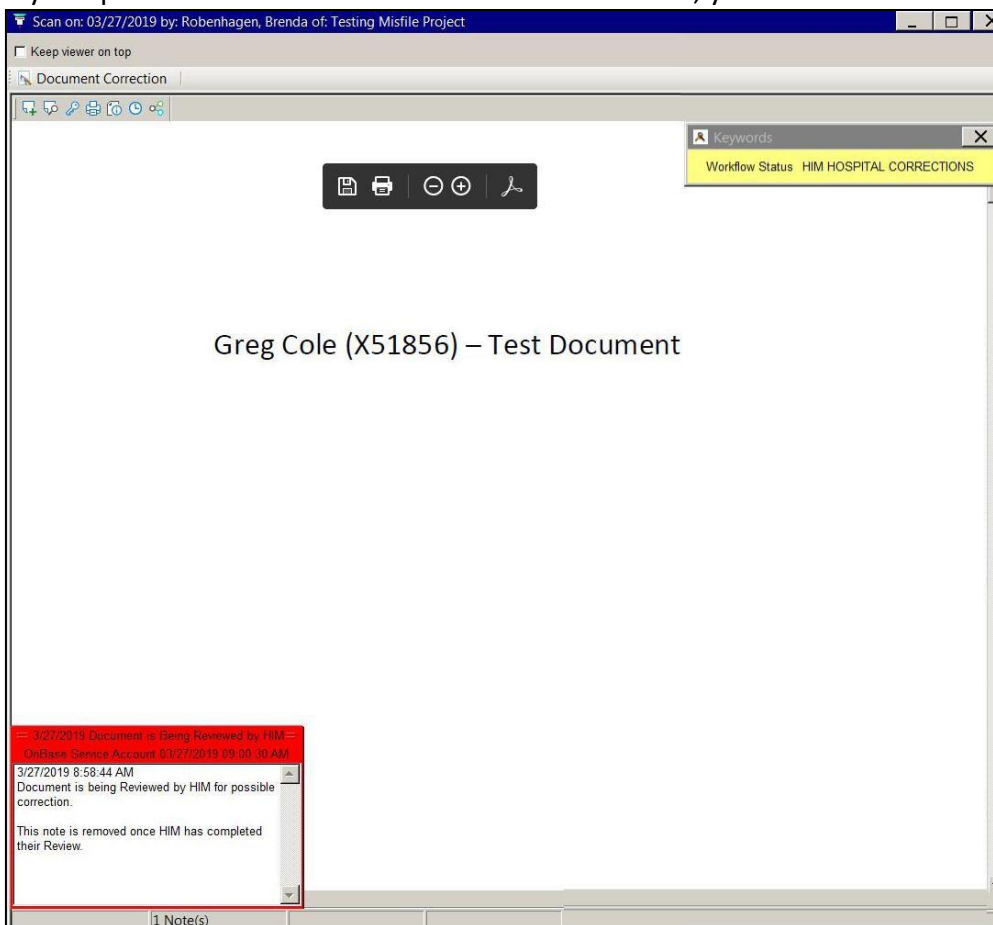 Scan on: 03/27/2019 by: Robenhagen, Brenda of: Testing Misfile Project
Keep viewer on top
Document Correction
Keywords
Workflow Status HIM HOSPITAL CORRECTIONS
Greg Cole (X51856) – Test Document
3/27/2019 Document is Being Reviewed by HIM
OnBase Service Account 03/27/2019 09:00:30 AM
3/27/2019 8:58:44 AM
Document is being Reviewed by HIM for possible
correction.
This note is removed once HIM has completed
their Review.
1 Note(s)